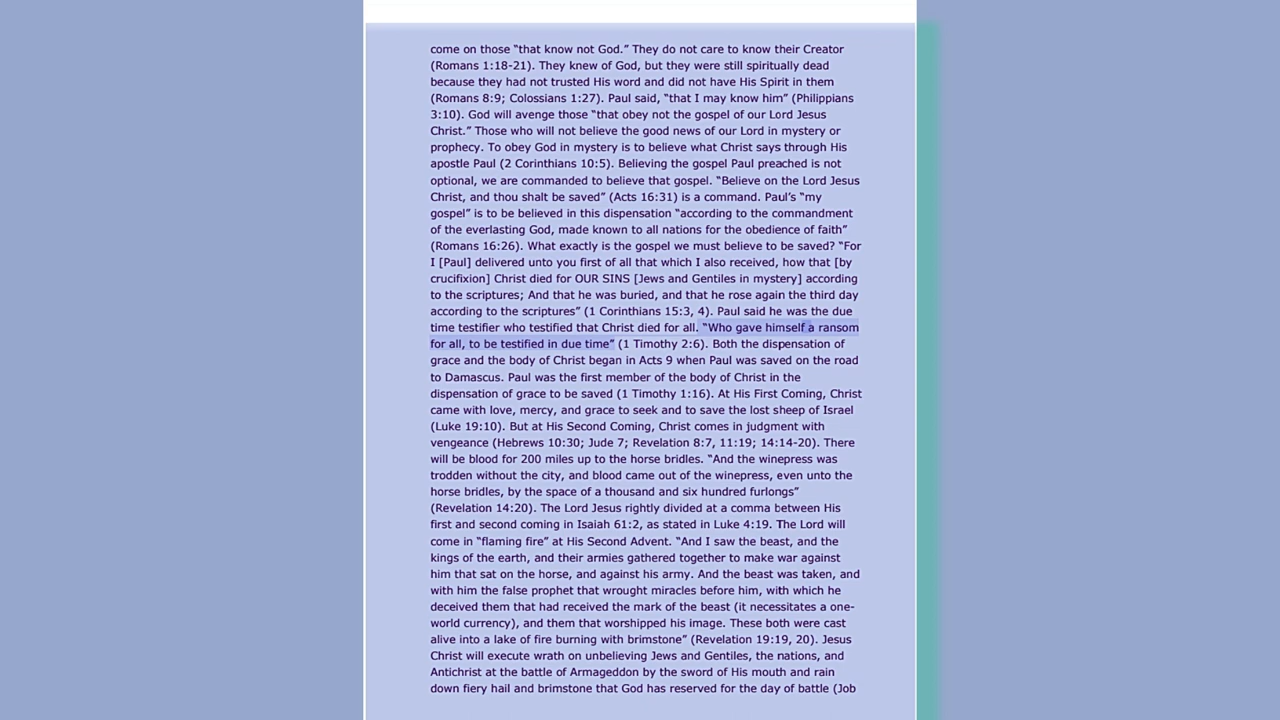 come on those “that know not God.” They do not care to know their Creator
(Romans 1:18-21). They knew of God, but they were still spiritually dead
because they had not trusted His word and did not have His Spirit in them
(Romans 8:9; Colossians 1:27). Paul said, “that I may know him” (Philippians
3:10). God will avenge those “that obey not the gospel of our Lord Jesus
Christ.” Those who will not believe the good news of our Lord in mystery or
prophecy. To obey God in mystery is to believe what Christ says through His
apostle Paul (2 Corinthians 10:5). Believing the gospel Paul preached is not
optional, we are commanded to believe that gospel. “Believe on the Lord Jesus
Christ, and thou shalt be saved” (Acts 16:31) is a command. Paul’s “my
gospel” is to be believed in this dispensation “according to the commandment
of the everlasting God, made known to all nations for the obedience of faith”
(Romans 16:26). What exactly is the gospel we must believe to be saved? “For
I [Paul] delivered unto you first of all that which I also received, how that [by
crucifixion] Christ died for OUR SINS [Jews and Gentiles in mystery] according
to the scriptures; And that he was buried, and that he rose again the third day
according to the scriptures” (1 Corinthians 15:3, 4). Paul said he was the due
time testifier who testified that Christ died for all. “Who gave himself a ransom
for all, to be testified in due time” (1 Timothy 2:6). Both the dispensation of
grace and the body of Christ began in Acts 9 when Paul was saved on the road
to Damascus. Paul was the first member of the body of Christ in the
dispensation of grace to be saved (1 Timothy 1:16). At His First Coming, Christ
came with love, mercy, and grace to seek and to save the lost sheep of Israel
(Luke 19:10). But at His Second Coming, Christ comes in judgment with
vengeance (Hebrews 10:30; Jude 7; Revelation 8:7, 11:19; 14:14-20). There
will be blood for 200 miles up to the horse bridles. “And the winepress was
trodden without the city, and blood came out of the winepress, even unto the
horse bridles, by the space of a thousand and six hundred furlongs”
(Revelation 14:20). The Lord Jesus rightly divided at a comma between His
first and second coming in Isaiah 61:2, as stated in Luke 4:19. The Lord will
come in “flaming fire” at His Second Advent. “And I saw the beast, and the
kings of the earth, and their armies gathered together to make war against
him that sat on the horse, and against his army. And the beast was taken, and
with him the false prophet that wrought miracles before him, with which he
deceived them that had received the mark of the beast (it necessitates a one-
world currency), and them that worshipped his image. These both were cast
alive into a lake of fire burning with brimstone” (Revelation 19:19, 20). Jesus
Christ will execute wrath on unbelieving Jews and Gentiles, the nations, and
Antichrist at the battle of Armageddon by the sword of His mouth and rain
down fiery hail and brimstone that God has reserved for the day of battle (Job